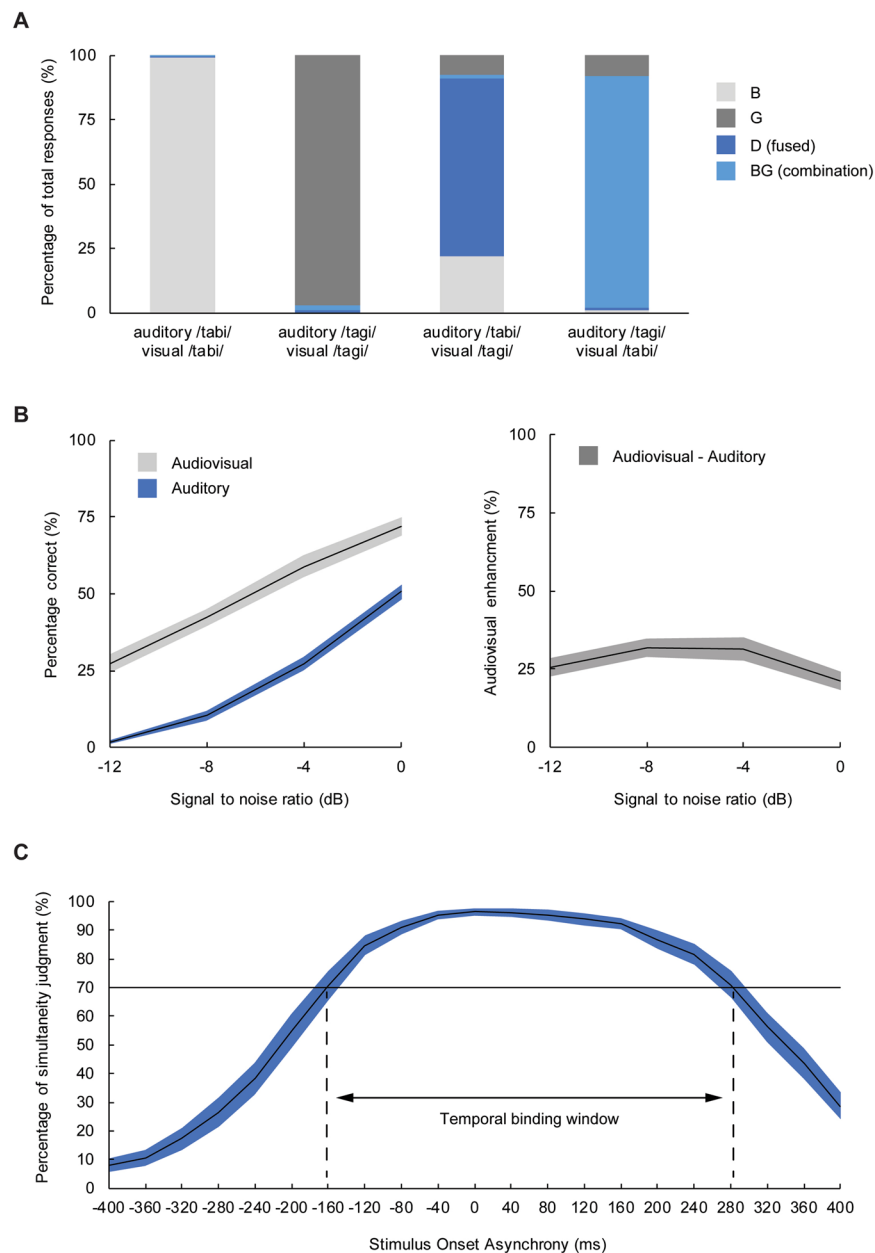 A
Percentage of total responses (%)
100
75
50
25
0
auditory /tabi/
visual /tabi/
auditory /tagi/
visual /tagi/
auditory /tabi/
visual /tagi/
auditory /tagi/
visual /tabi/
B
G
D (fused)
BG (combination)
B
Percentage correct (%)
100
75
50
25
0
-12 -8 -4 0
Signal to noise ratio (dB)
Audiovisual
Auditory
Audiovisual enhancment (%)
100
75
50
25
0
-12 -8 -4 0
Signal to noise ratio (dB)
Audiovisual - Auditory
C
Percentage of simultaneity judgment (%)
100
90
80
70
60
50
40
30
20
10
0
Temporal binding window
-400 -360 -320 -280 -240 -200 -160 -120 -80 -40 0 40 80 120 160 200 240 280 320 360 400
Stimulus Onset Asynchrony (ms)